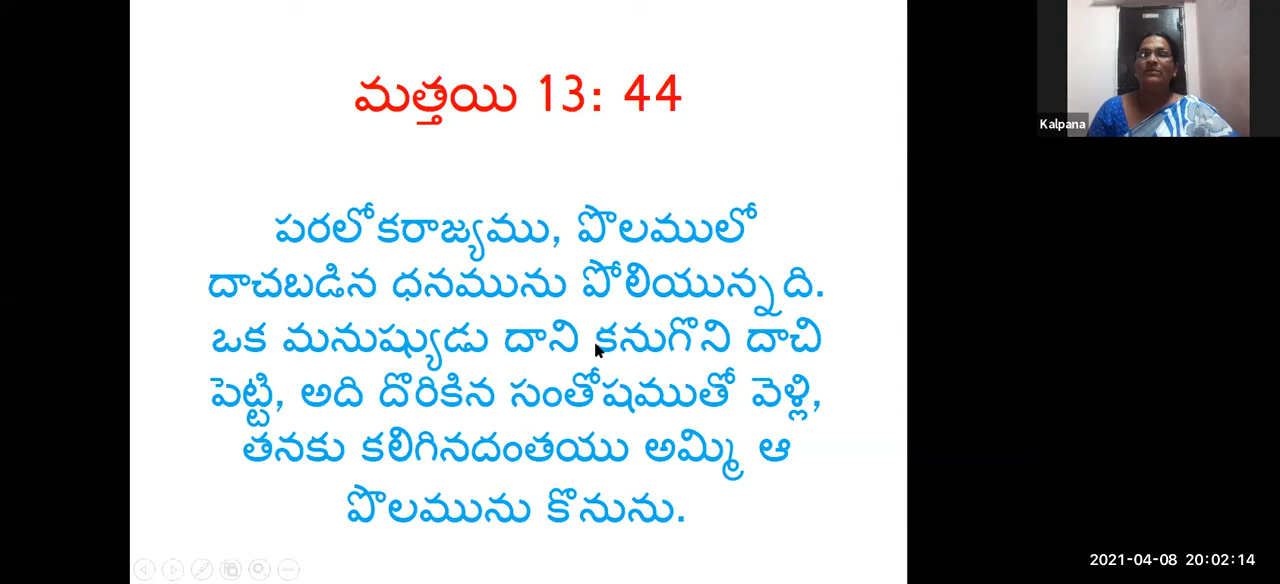 మత్తయి 13: 44
పరలోకరాజ్యము, పొలములో
దాచబడిన ధనమును పోలియున్నది.
ఒక మనుష్యుడు దాని కనుగొని దాచి
పెట్టి, అది దొరికిన సంతోషముతో వెళ్లి,
తనకు కలిగినదంతయు అమ్మి ఆ
పొలమును కొనును.
Kalpana
2021-04-08 20:02:14